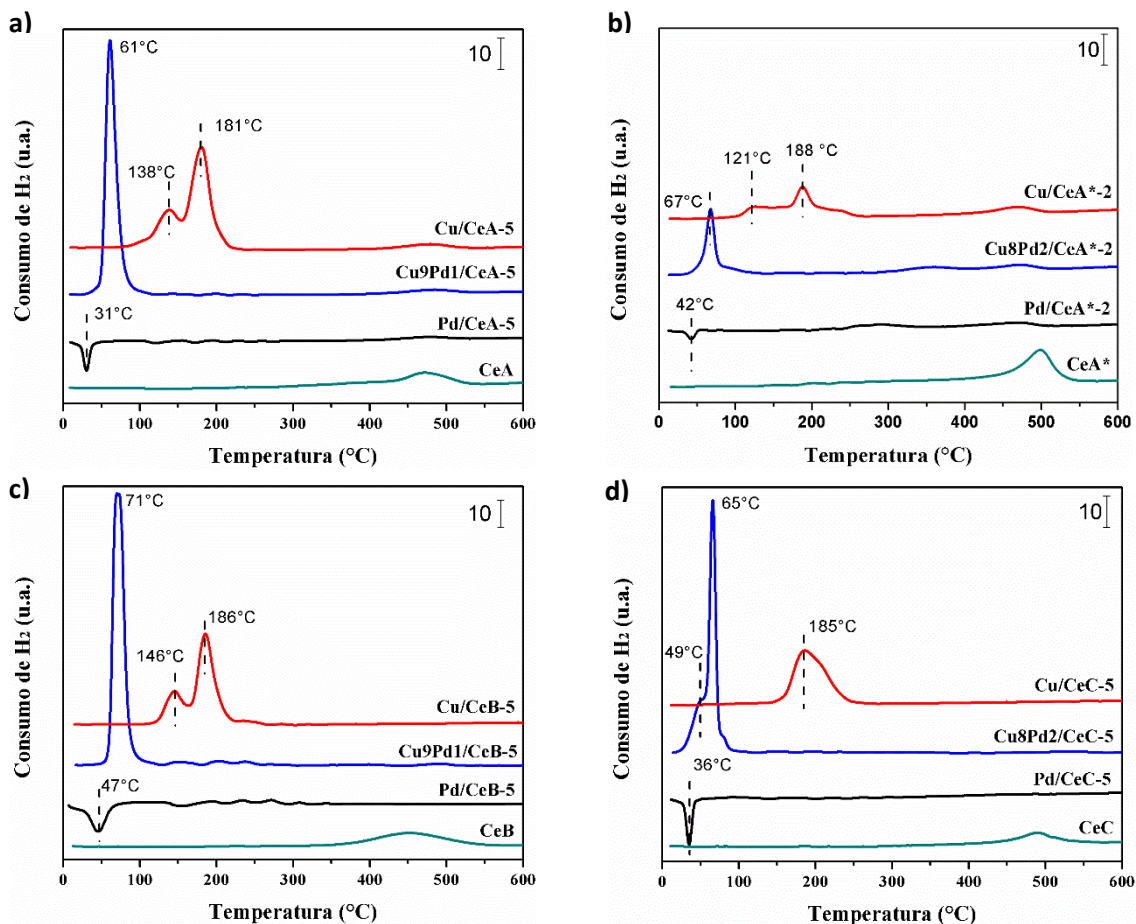 a)
Consumo de H₂ (u.a.)
10
61°C
181°C
138°C
Cu/CeA-5
Cu9Pd1/CeA-5
31°C
Pd/CeA-5
CeA
0 100 200 300 400 500 600
Temperatura (°C)
b)
Consumo de H₂ (u.a.)
10
121°C
188 °C
67°C
Cu/CeA*-2
Cu8Pd2/CeA*-2
42°C
Pd/CeA*-2
CeA*
0 100 200 300 400 500 600
Temperatura (°C)
c)
Consumo de H₂ (u.a.)
10
71°C
186°C
146°C
Cu/CeB-5
Cu9Pd1/CeB-5
47°C
Pd/CeB-5
CeB
0 100 200 300 400 500 600
Temperatura (°C)
d)
Consumo de H₂ (u.a.)
10
65°C
49°C
185°C
Cu/CeC-5
Cu8Pd2/CeC-5
36°C
Pd/CeC-5
CeC
0 100 200 300 400 500 600
Temperatura (°C)